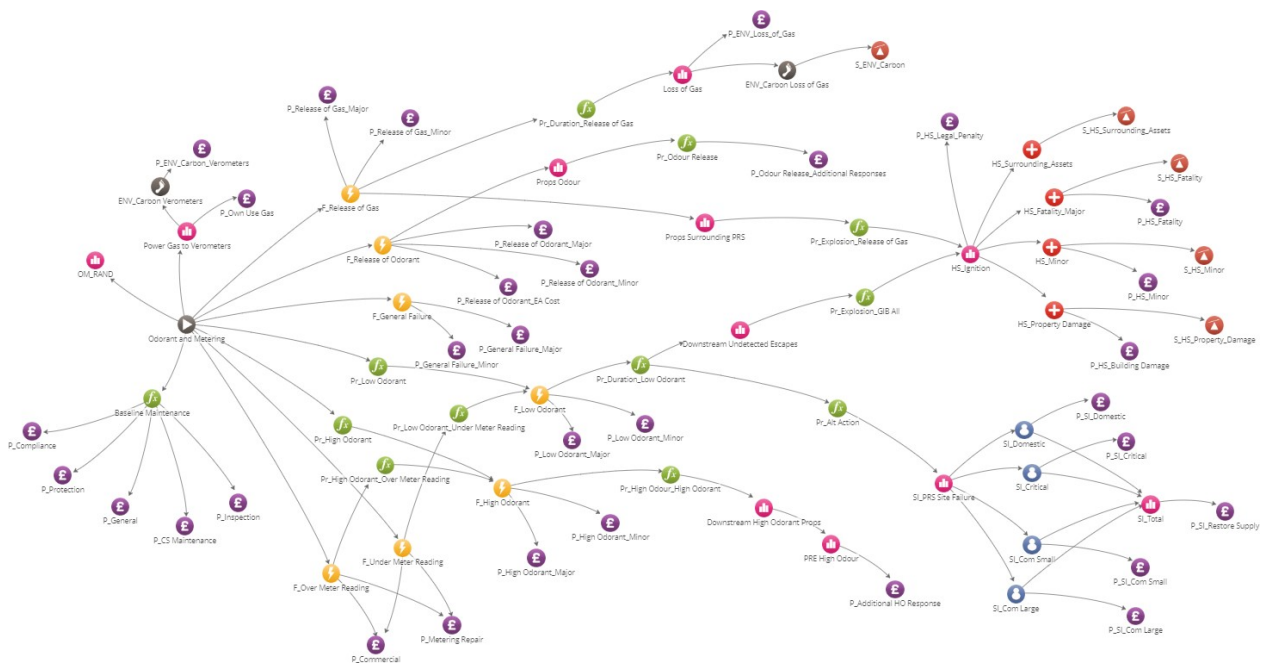 P_ENV_Loss_of_Gas
S_ENV_Carbon
Loss of Gas
ENV_Carbon Loss of Gas
P_Release of Gas_Major
P_Release of Gas_Minor
Pr_Duration_Release of Gas
P_HS_Legal_Penalty
S_HS_Surrounding_Assets
HS_Surrounding_Assets
P_ENV_Carbon_Verometers
Pr_Odour Release
P_Odour Release_Additional Responses
Props Odour
S_HS_Fatality
ENV_Carbon Verometers
F_Release of Gas
HS_Fatality_Major
P_HS_Fatality
P_Own Use Gas
Props Surrounding PRS
Pr_Explosion_Release of Gas
Power Gas to Verometers
P_Release of Odorant_Major
F_Release of Odorant
HS_Ignition
HS_Minor
S_HS_Minor
OM_RAND
P_Release of Odorant_Minor
P_Release of Odorant_EA Cost
P_HS_Minor
Pr_Explosion_GIB All
F_General Failure
HS_Property Damage
S_HS_Property_Damage
Odorant and Metering
P_General Failure_Major
P_General Failure_Minor
Downstream Undetected Escapes
P_HS_Building Damage
Pr_Low Odorant
Pr_Duration_Low Odorant
Baseline Maintenance
F_Low Odorant
Pr_Low Odorant_Under Meter Reading
Pr_High Odorant
Pr_Alt Action
P_SI_Domestic
P_Low Odorant_Minor
P_Low Odorant_Major
SI_Domestic
P_Compliance
P_SI_Critical
Pr_High Odorant_Over Meter Reading
P_Protection
F_High Odorant
Pr_High Odour_High Odorant
SI_Critical
SI_PRS Site Failure
P_General
P_Inspection
P_CS Maintenance
Downstream High Odorant Props
SI_Total
P_SI_Restore Supply
P_High Odorant_Minor
F_Under Meter Reading
PRE High Odour
SI_Com Small
P_High Odorant_Major
P_SI_Com Small
F_Over Meter Reading
P_Additional HO Response
SI_Com Large
P_Metering Repair
P_SI_Com Large
P_Commercial